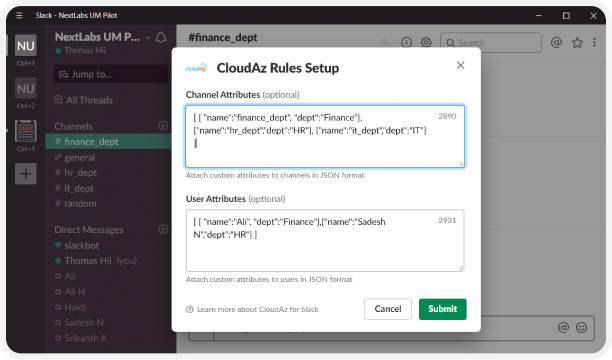 Slack - NextLabs UM Pilot
NU
Ctrl+1
NU
Ctrl+2
Ctrl+3
NextLabs UM P...
Thomas Hii
Jump to...
All Threads
Channels
# finance_dept
general
# hr_dept
# it_dept
# random
Direct Messages
slackbot
Thomas Hii (you)
Ali
Ali H
Haidi
Sadesh N
Srikanth K
#finance_dept
Search
cloudaz
CloudAz Rules Setup
Channel Attributes (optional)
[ { "name":"finance_dept", "dept":"Finance"},
{"name":"hr_dept","dept":"HR"}, {"name":"it_dept","dept":"IT"}
]
2890
Attach custom attributes to channels in JSON format
User Attributes (optional)
[ { "name":"Ali", "dept":"Finance"},{"name":"Sadesh
N","dept":"HR"} ]
2931
Attach custom attributes to users in JSON format
Learn more about CloudAz for Slack
Cancel
Submit